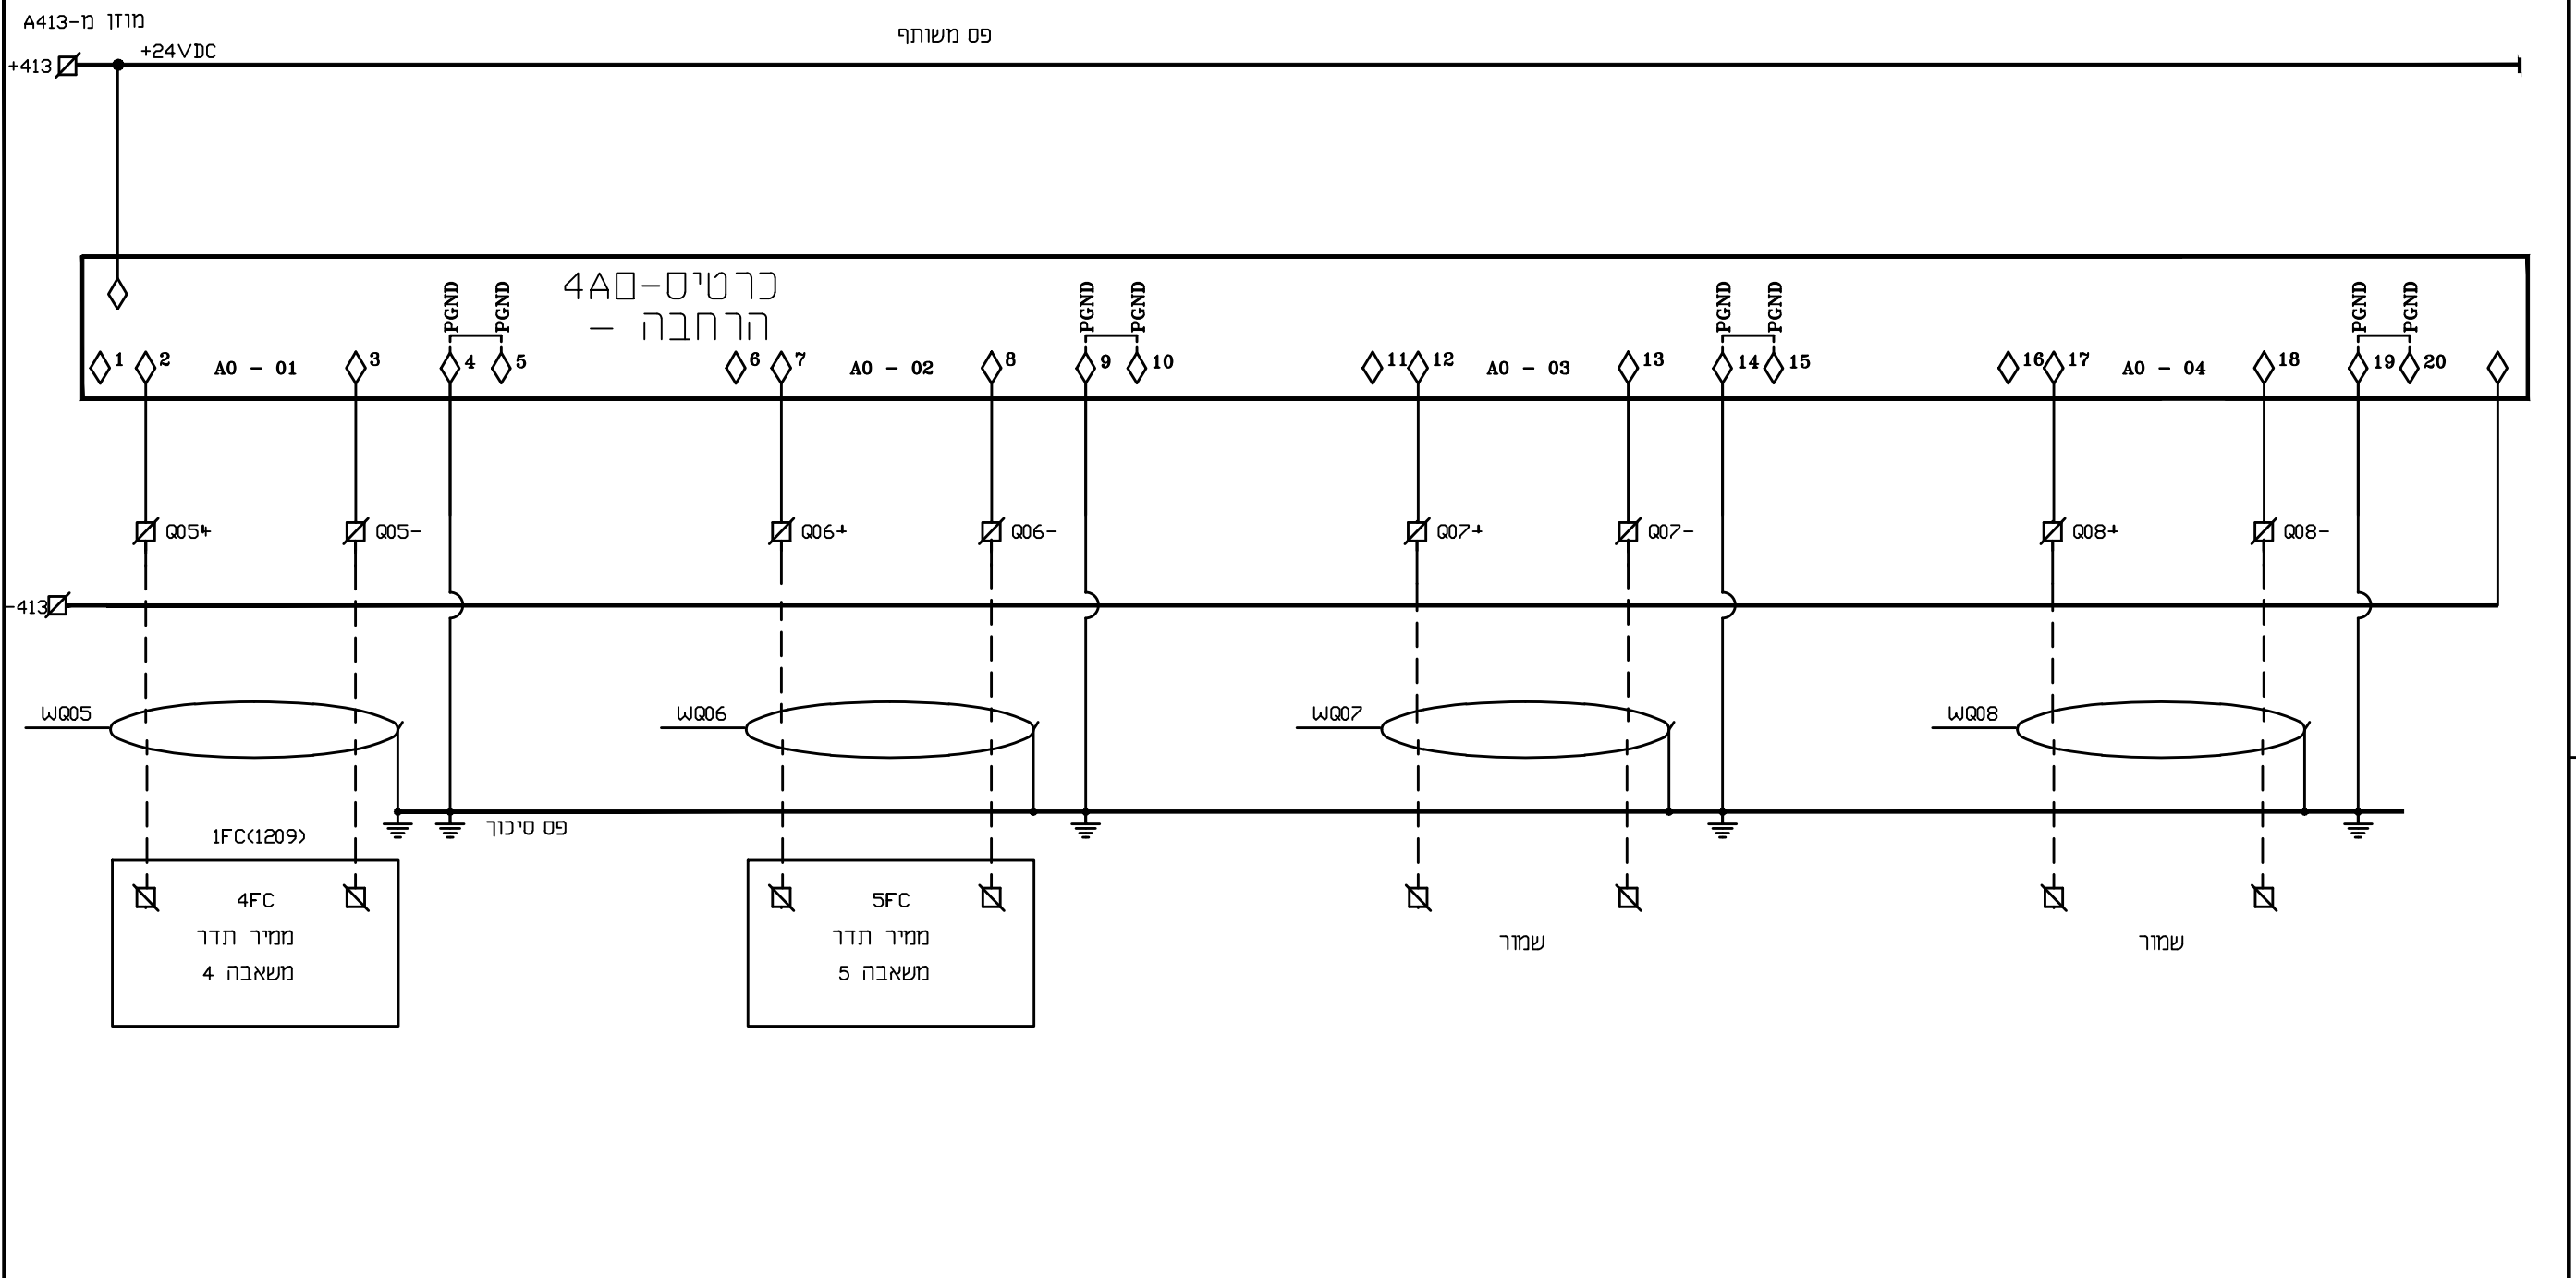 מוזן מ-A413
+24VDC
פס משותף
+413
כרטיס-4AO
הרחבה -
PGND PGND PGND PGND PGND PGND PGND PGND
1 2 AO - 01 3 4 5 6 7 AO - 02 8 9 10 11 12 AO - 03 13 14 15 16 17 AO - 04 18 19 20
Q05+ Q05- Q06+ Q06- Q07+ Q07- Q08+ Q08-
-413
WQ05 WQ06 WQ07 WQ08
פס סיכוך
1FC(1209)
4FC
ממיר תדר
משאבה 4
5FC
ממיר תדר
משאבה 5
שמור
שמור